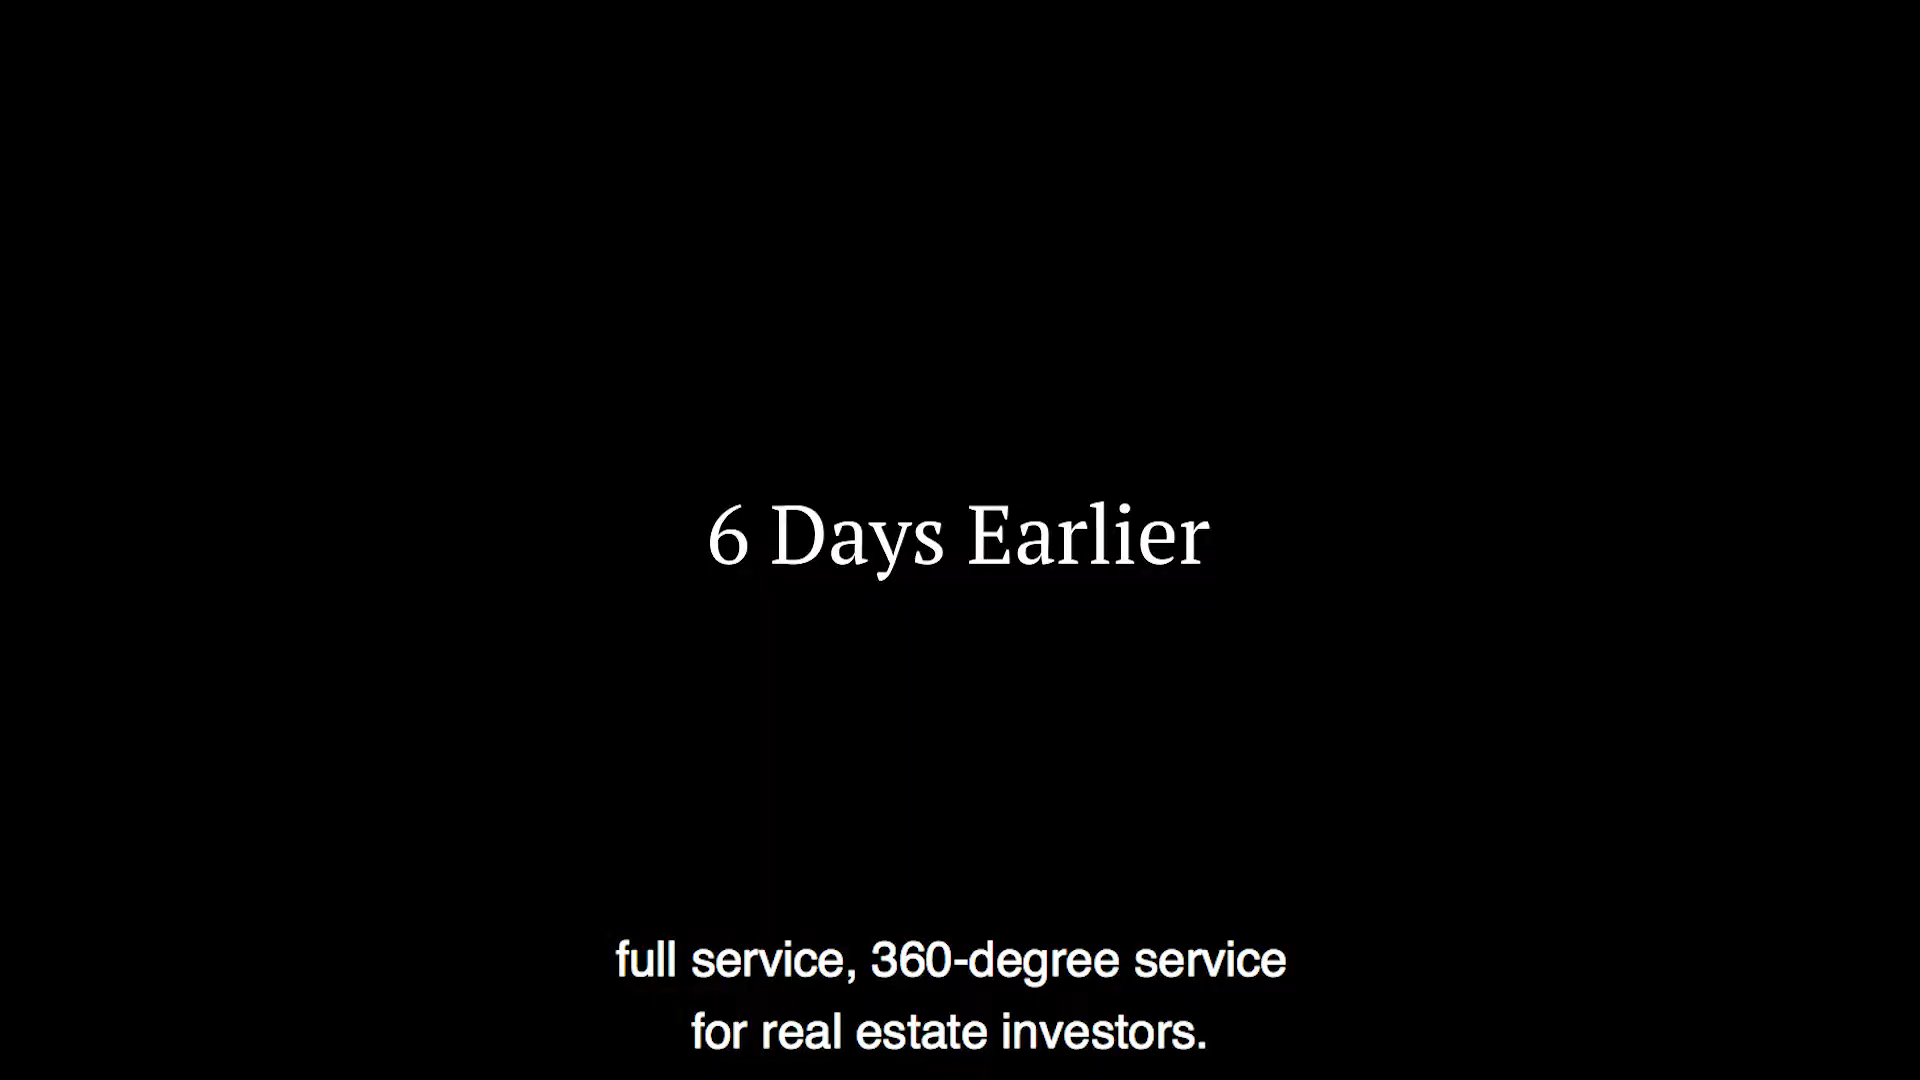 6 Days Earlier
full service, 360-degree service
for real estate investors.